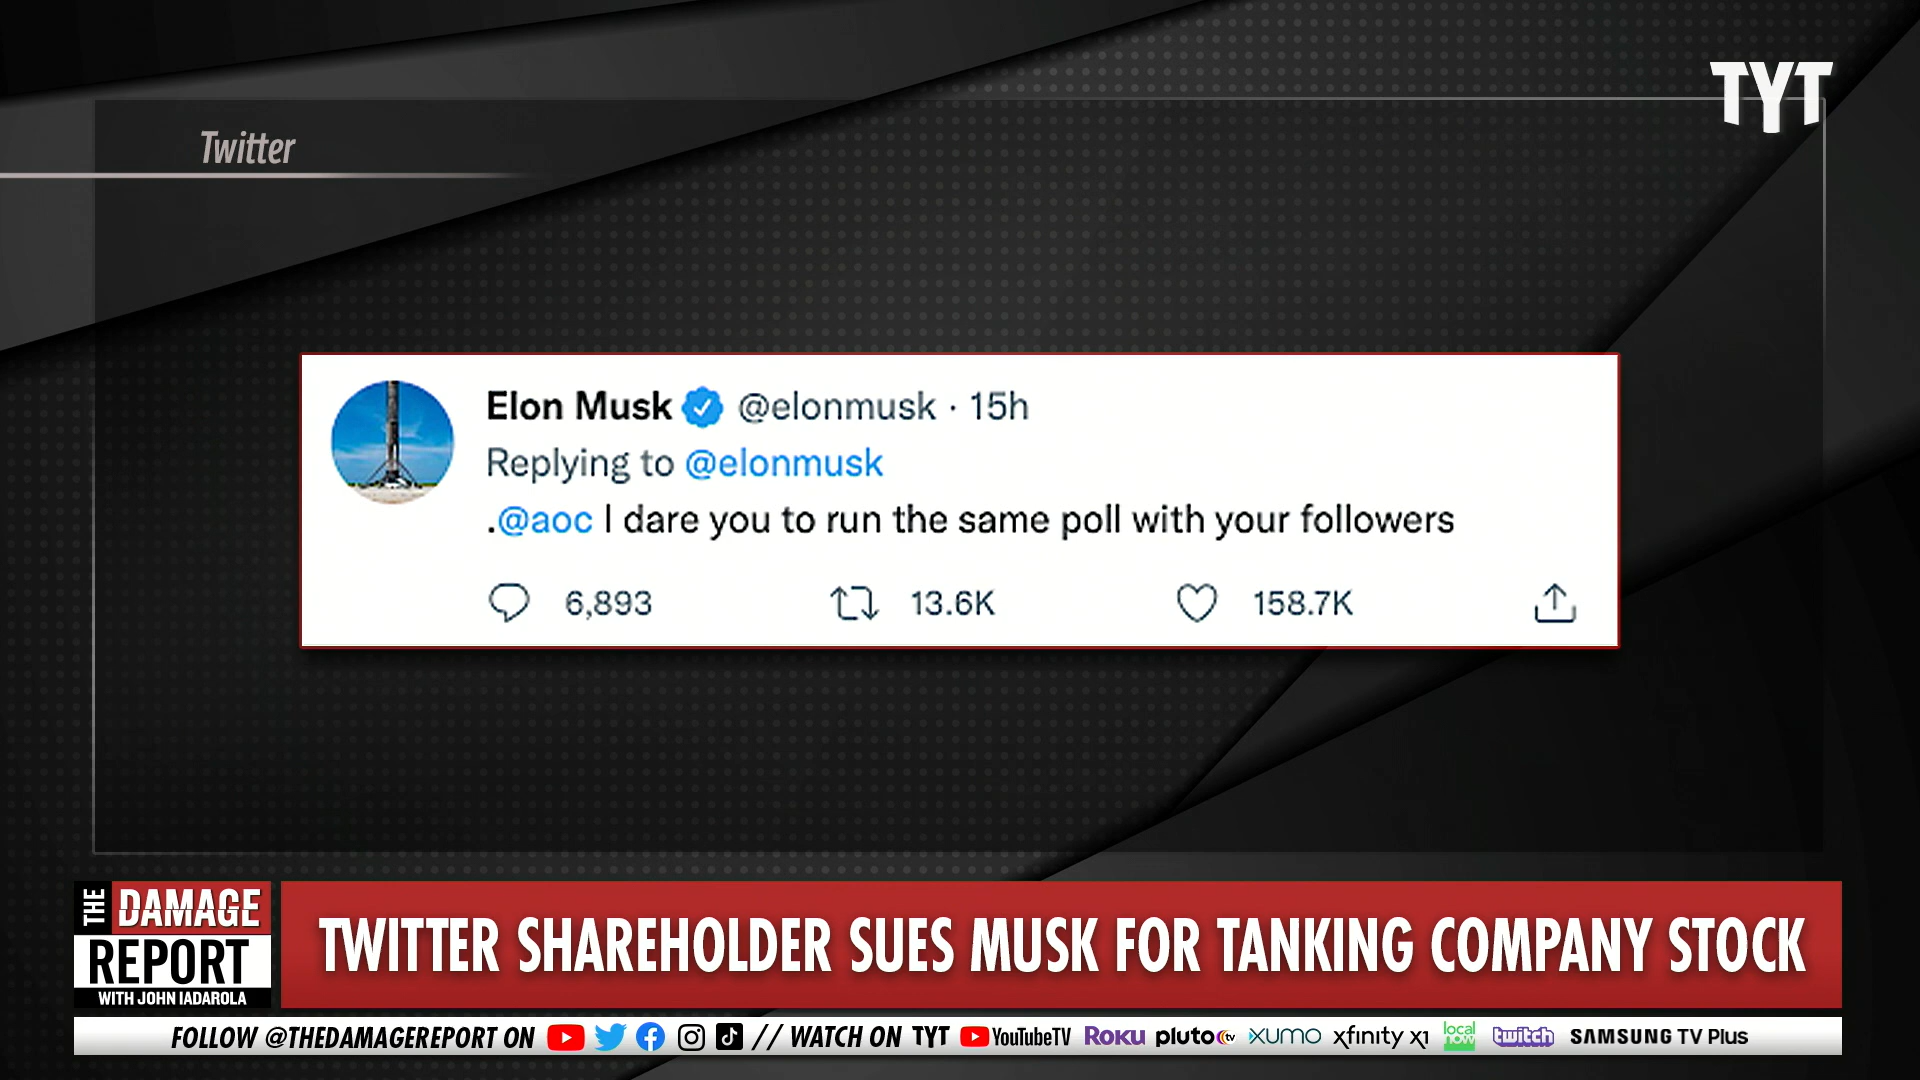 TYT
Twitter
Elon Musk @elonmusk · 15h
Replying to @elonmusk
.@aoc I dare you to run the same poll with your followers
6,893 13.6K 158.7K
THE DAMAGE REPORT
WITH JOHN IADAROLA
TWITTER SHAREHOLDER SUES MUSK FOR TANKING COMPANY STOCK
FOLLOW @THEDAMAGEREPORT ON // WATCH ON TYT YouTubeTV ROKU pluto tv XUMO xfinity x1 local now twitch SAMSUNG TV Plus